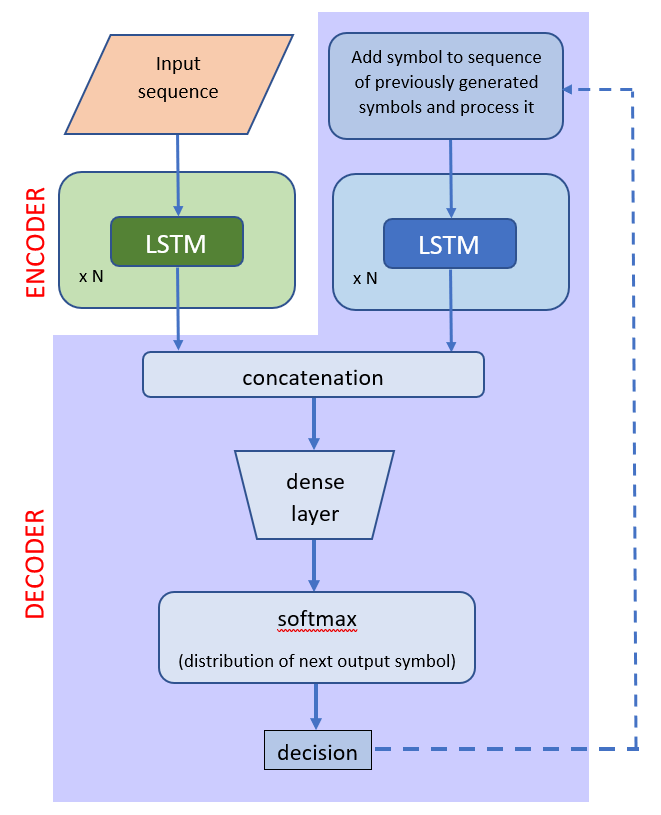 Input
sequence
Add symbol to sequence
of previously generated
symbols and process it
ENCODER
LSTM
x N
LSTM
x N
concatenation
DECODER
dense
layer
softmax
(distribution of next output symbol)
decision